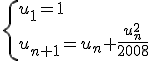 u_1 = 1
u_{n+1} = u_n + \frac{u_n^2}{2008}